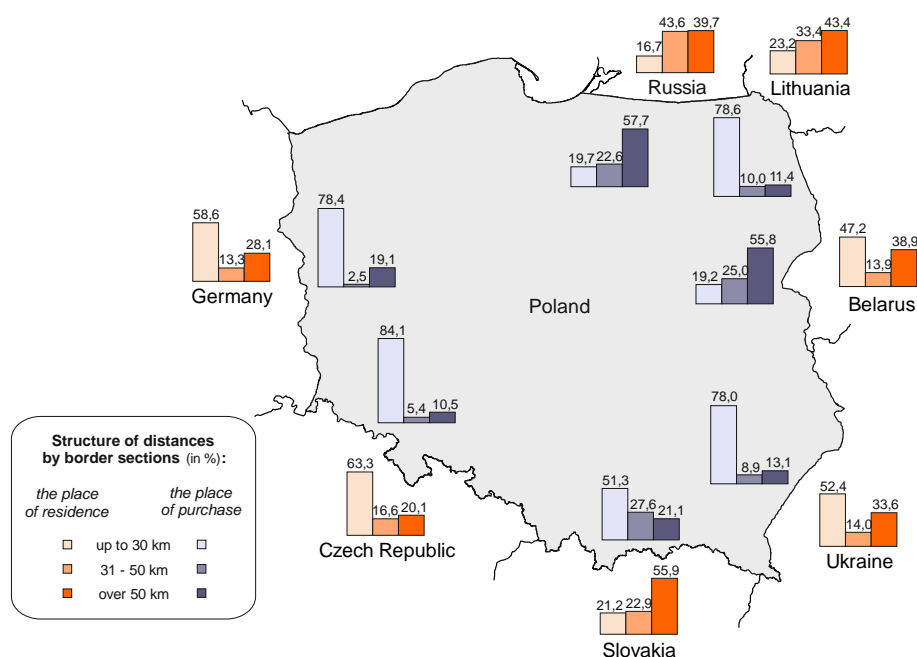 16,7 43,6 39,7
Russia
23,2 33,4 43,4
Lithuania
19,7 22,6 57,7
78,6 10,0 11,4
58,6 13,3 28,1
Germany
78,4 2,5 19,1
19,2 25,0 55,8
47,2 13,9 38,9
Belarus
Poland
84,1 5,4 10,5
78,0 8,9 13,1
Structure of distances
by border sections (in %):
the place of residence
the place of purchase
up to 30 km
31 - 50 km
over 50 km
63,3 16,6 20,1
Czech Republic
51,3 27,6 21,1
52,4 14,0 33,6
Ukraine
21,2 22,9 55,9
Slovakia